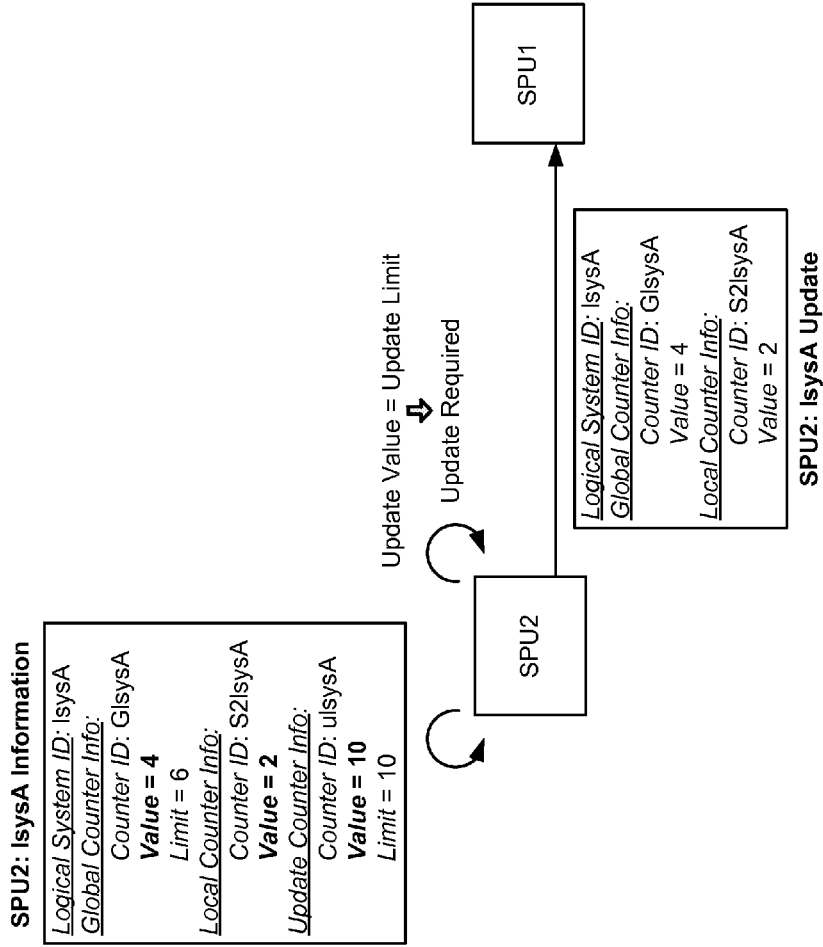 SPU2: lsysA Information
Logical System ID: lsysA
Global Counter Info:
Counter ID: GlsysA
Value = 4
Limit = 6
Local Counter Info:
Counter ID: S2lsysA
Value = 2
Update Counter Info:
Counter ID: ulsysA
Value = 10
Limit = 10
Update Value = Update Limit
Update Required
SPU2
SPU1
Logical System ID: lsysA
Global Counter Info:
Counter ID: GlsysA
Value = 4
Local Counter Info:
Counter ID: S2lsysA
Value = 2
SPU2: lsysA Update